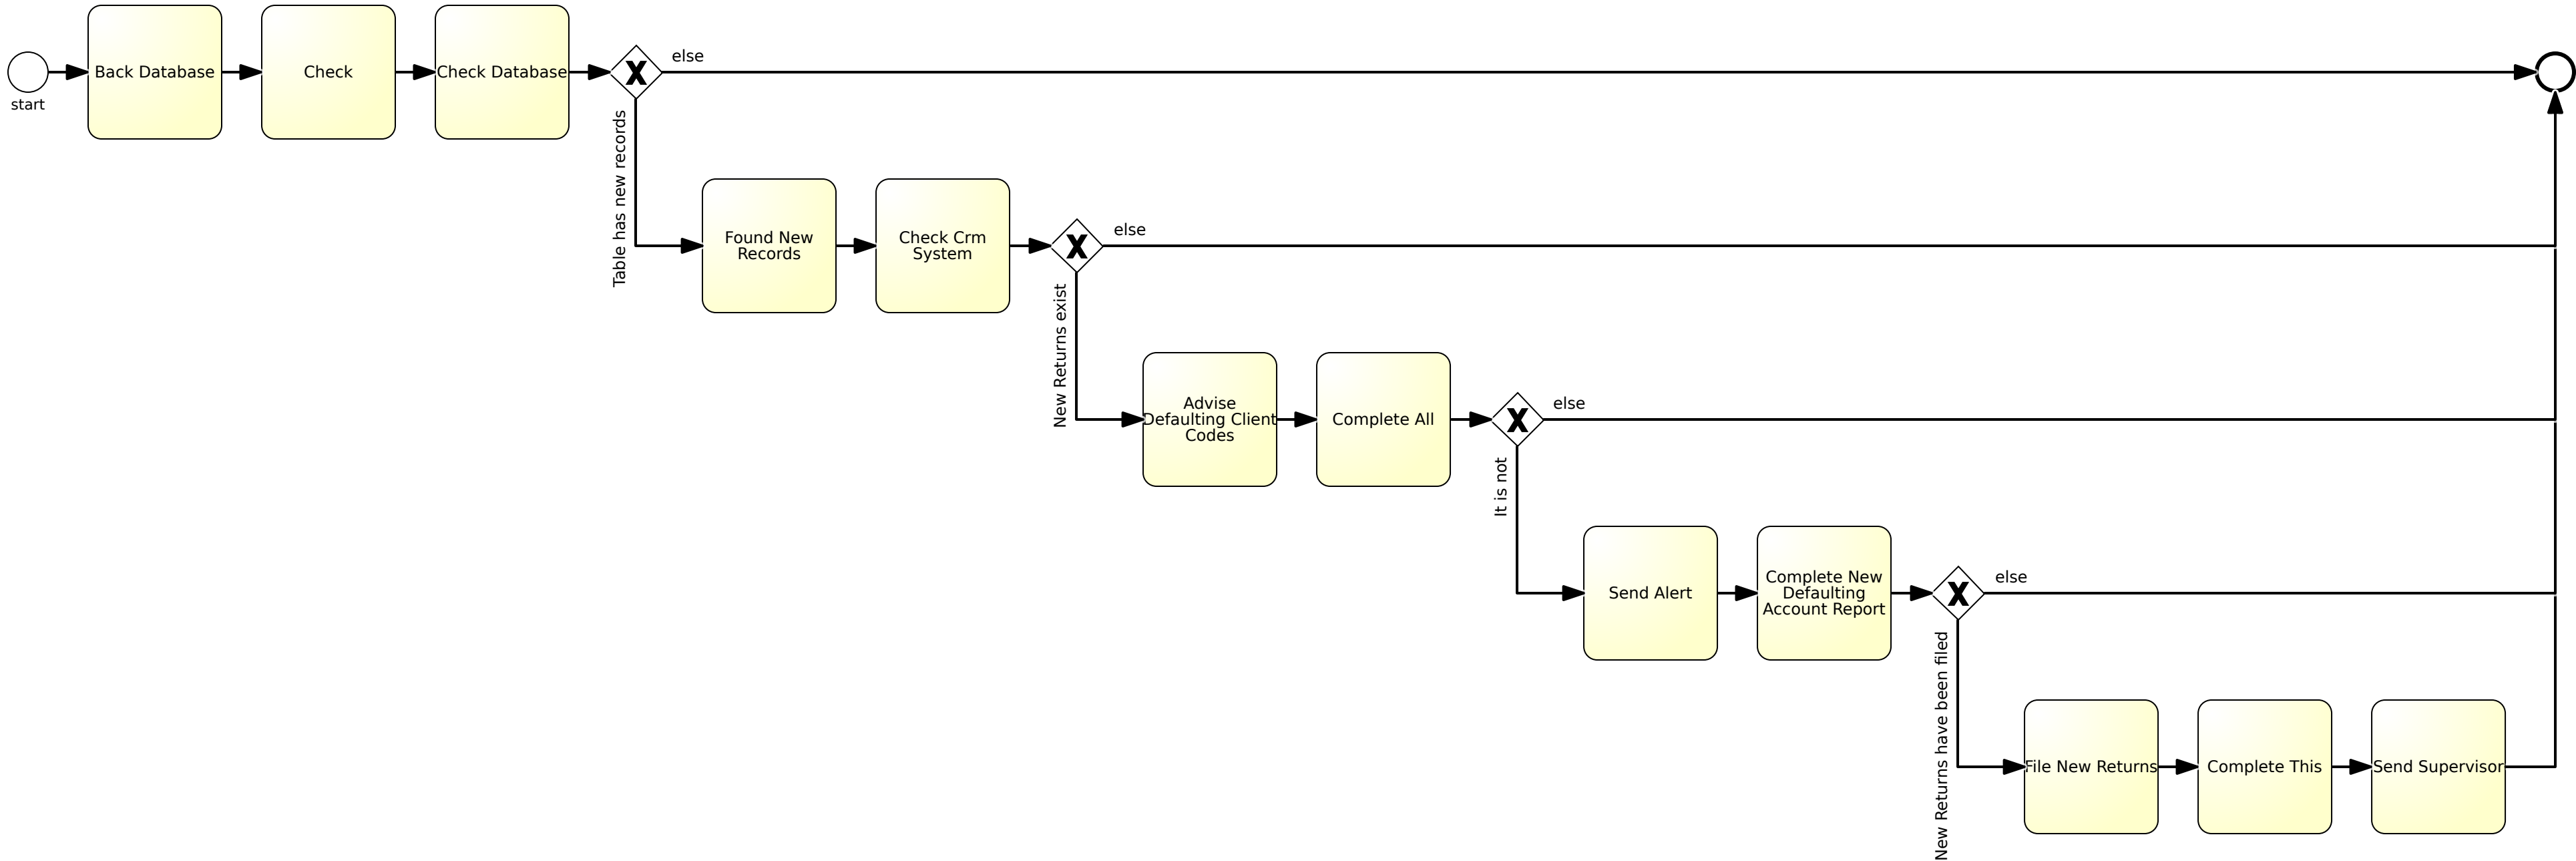 start
Back Database
Check
Check Database
else
Table has new records
Found New
Records
Check Crm
System
else
New Returns exist
Advise
Defaulting Client
Codes
Complete All
else
It is not
Send Alert
Complete New
Defaulting
Account Report
else
New Returns have been filed
File New Returns
Complete This
Send Supervisor